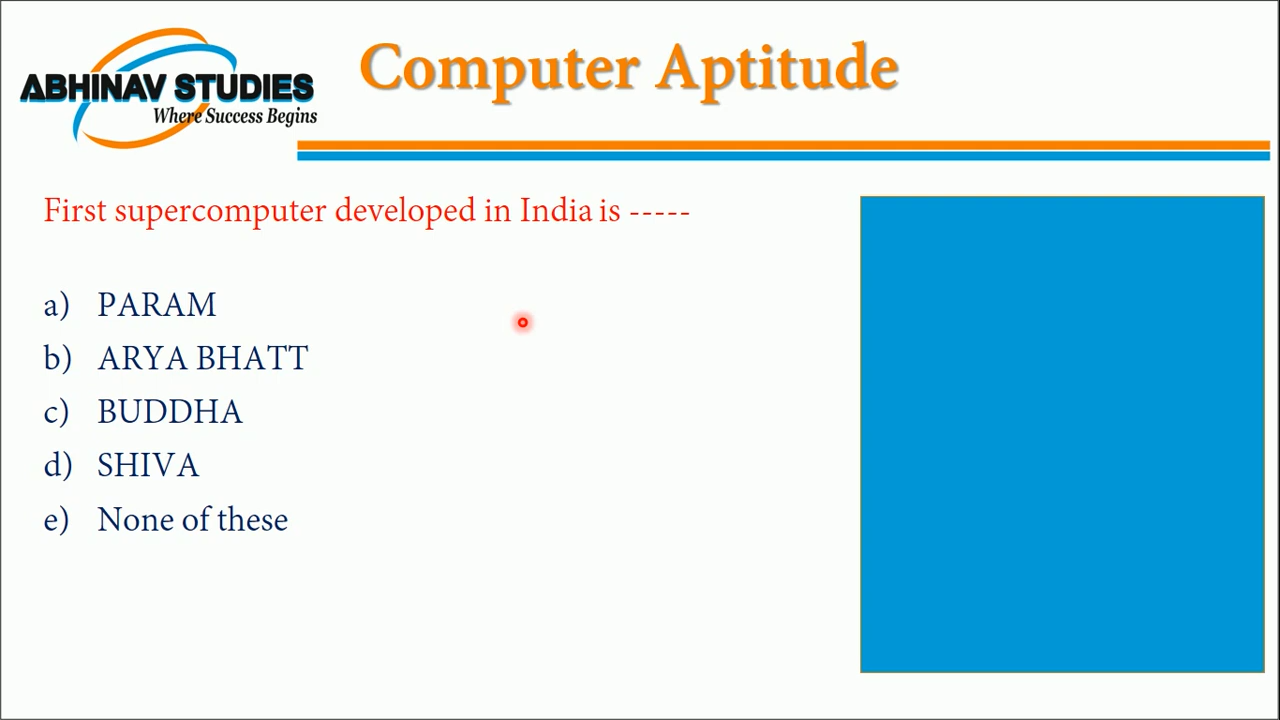 ABHINAV STUDIES
Where Success Begins
Computer Aptitude
First supercomputer developed in India is -----
a) PARAM
b) ARYA BHATT
c) BUDDHA
d) SHIVA
e) None of these